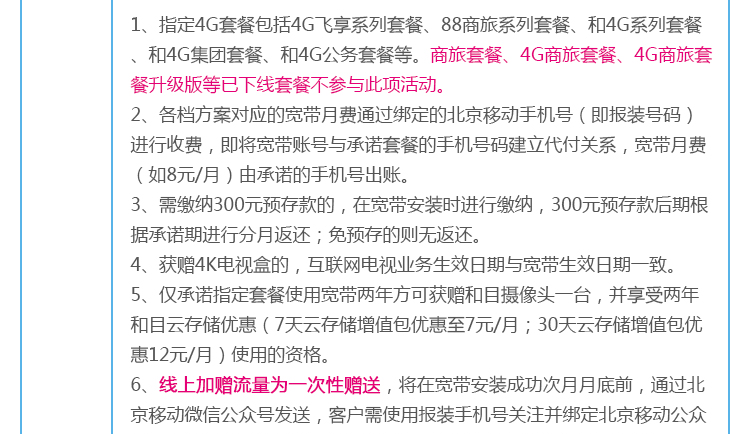 1、指定4G套餐包括4G飞享系列套餐、88商旅系列套餐、和4G系列套餐
、和4G集团套餐、和4G公务套餐等。商旅套餐、4G商旅套餐、4G商旅套
餐升级版等已下线套餐不参与此项活动。
2、各档方案对应的宽带月费通过绑定的北京移动手机号（即报装号码）
进行收费，即将宽带账号与承诺套餐的手机号码建立代付关系，宽带月费
（如8元/月）由承诺的手机号出账。
3、需缴纳300元预存款的，在宽带安装时进行缴纳，300元预存款后期根
据承诺期进行分月返还；免预存的则无返还。
4、获赠4K电视盒的，互联网电视业务生效日期与宽带生效日期一致。
5、仅承诺指定套餐使用宽带两年方可获赠和目摄像头一台，并享受两年
和目云存储优惠（7天云存储增值包优惠至7元/月；30天云存储增值包优
惠12元/月）使用的资格。
6、线上加赠流量为一次性赠送，将在宽带安装成功次月月底前，通过北
京移动微信公众号发送，客户需使用报装手机号关注并绑定北京移动公众